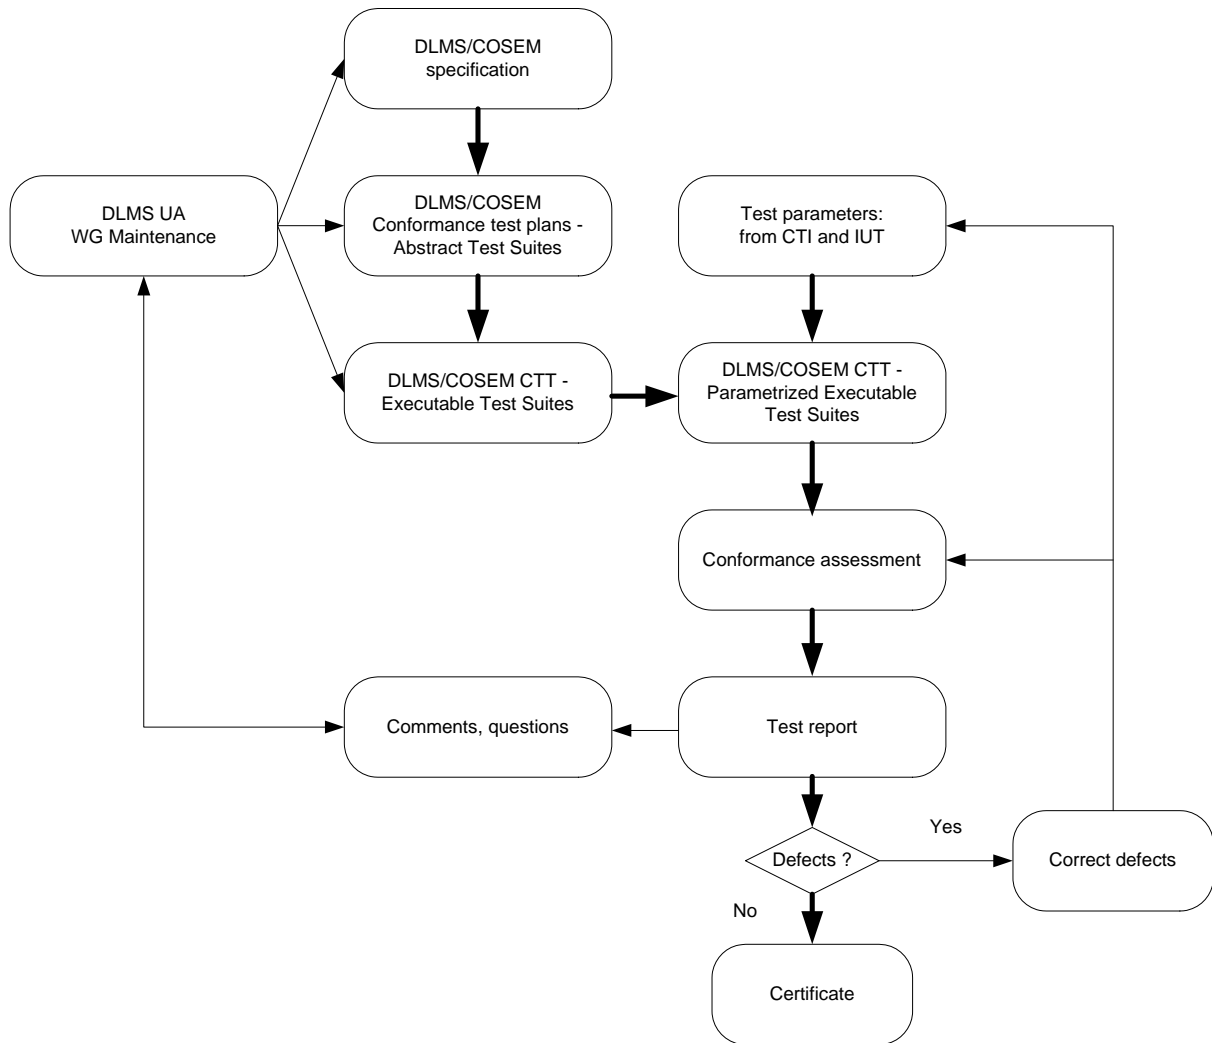 DLMS/COSEM
specification
DLMS UA
WG Maintenance
DLMS/COSEM
Conformance test plans -
Abstract Test Suites
Test parameters:
from CTI and IUT
DLMS/COSEM CTT -
Executable Test Suites
DLMS/COSEM CTT -
Parametrized Executable
Test Suites
Conformance assessment
Comments, questions
Test report
Defects ?
Yes
Correct defects
No
Certificate